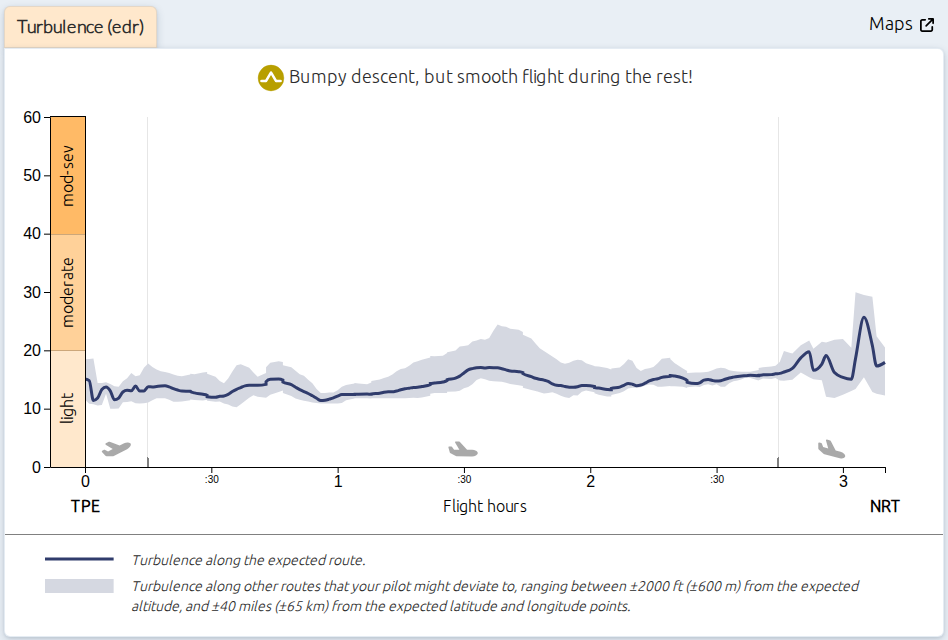 Turbulence (edr)
Maps
Bumpy descent, but smooth flight during the rest!
60
50
40
30
20
10
0
mod-sev
moderate
light
0
:30
1
:30
2
:30
3
TPE
Flight hours
NRT
Turbulence along the expected route.
Turbulence along other routes that your pilot might deviate to, ranging between ±2000 ft (±600 m) from the expected
altitude, and ±40 miles (±65 km) from the expected latitude and longitude points.